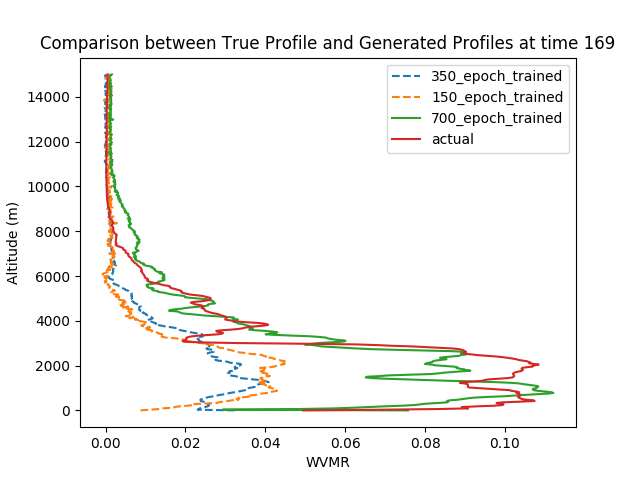 Comparison between True Profile and Generated Profiles at time 169
350_epoch_trained
150_epoch_trained
700_epoch_trained
actual
Altitude (m)
14000
12000
10000
8000
6000
4000
2000
0
0.00 0.02 0.04 0.06 0.08 0.10
WVMR